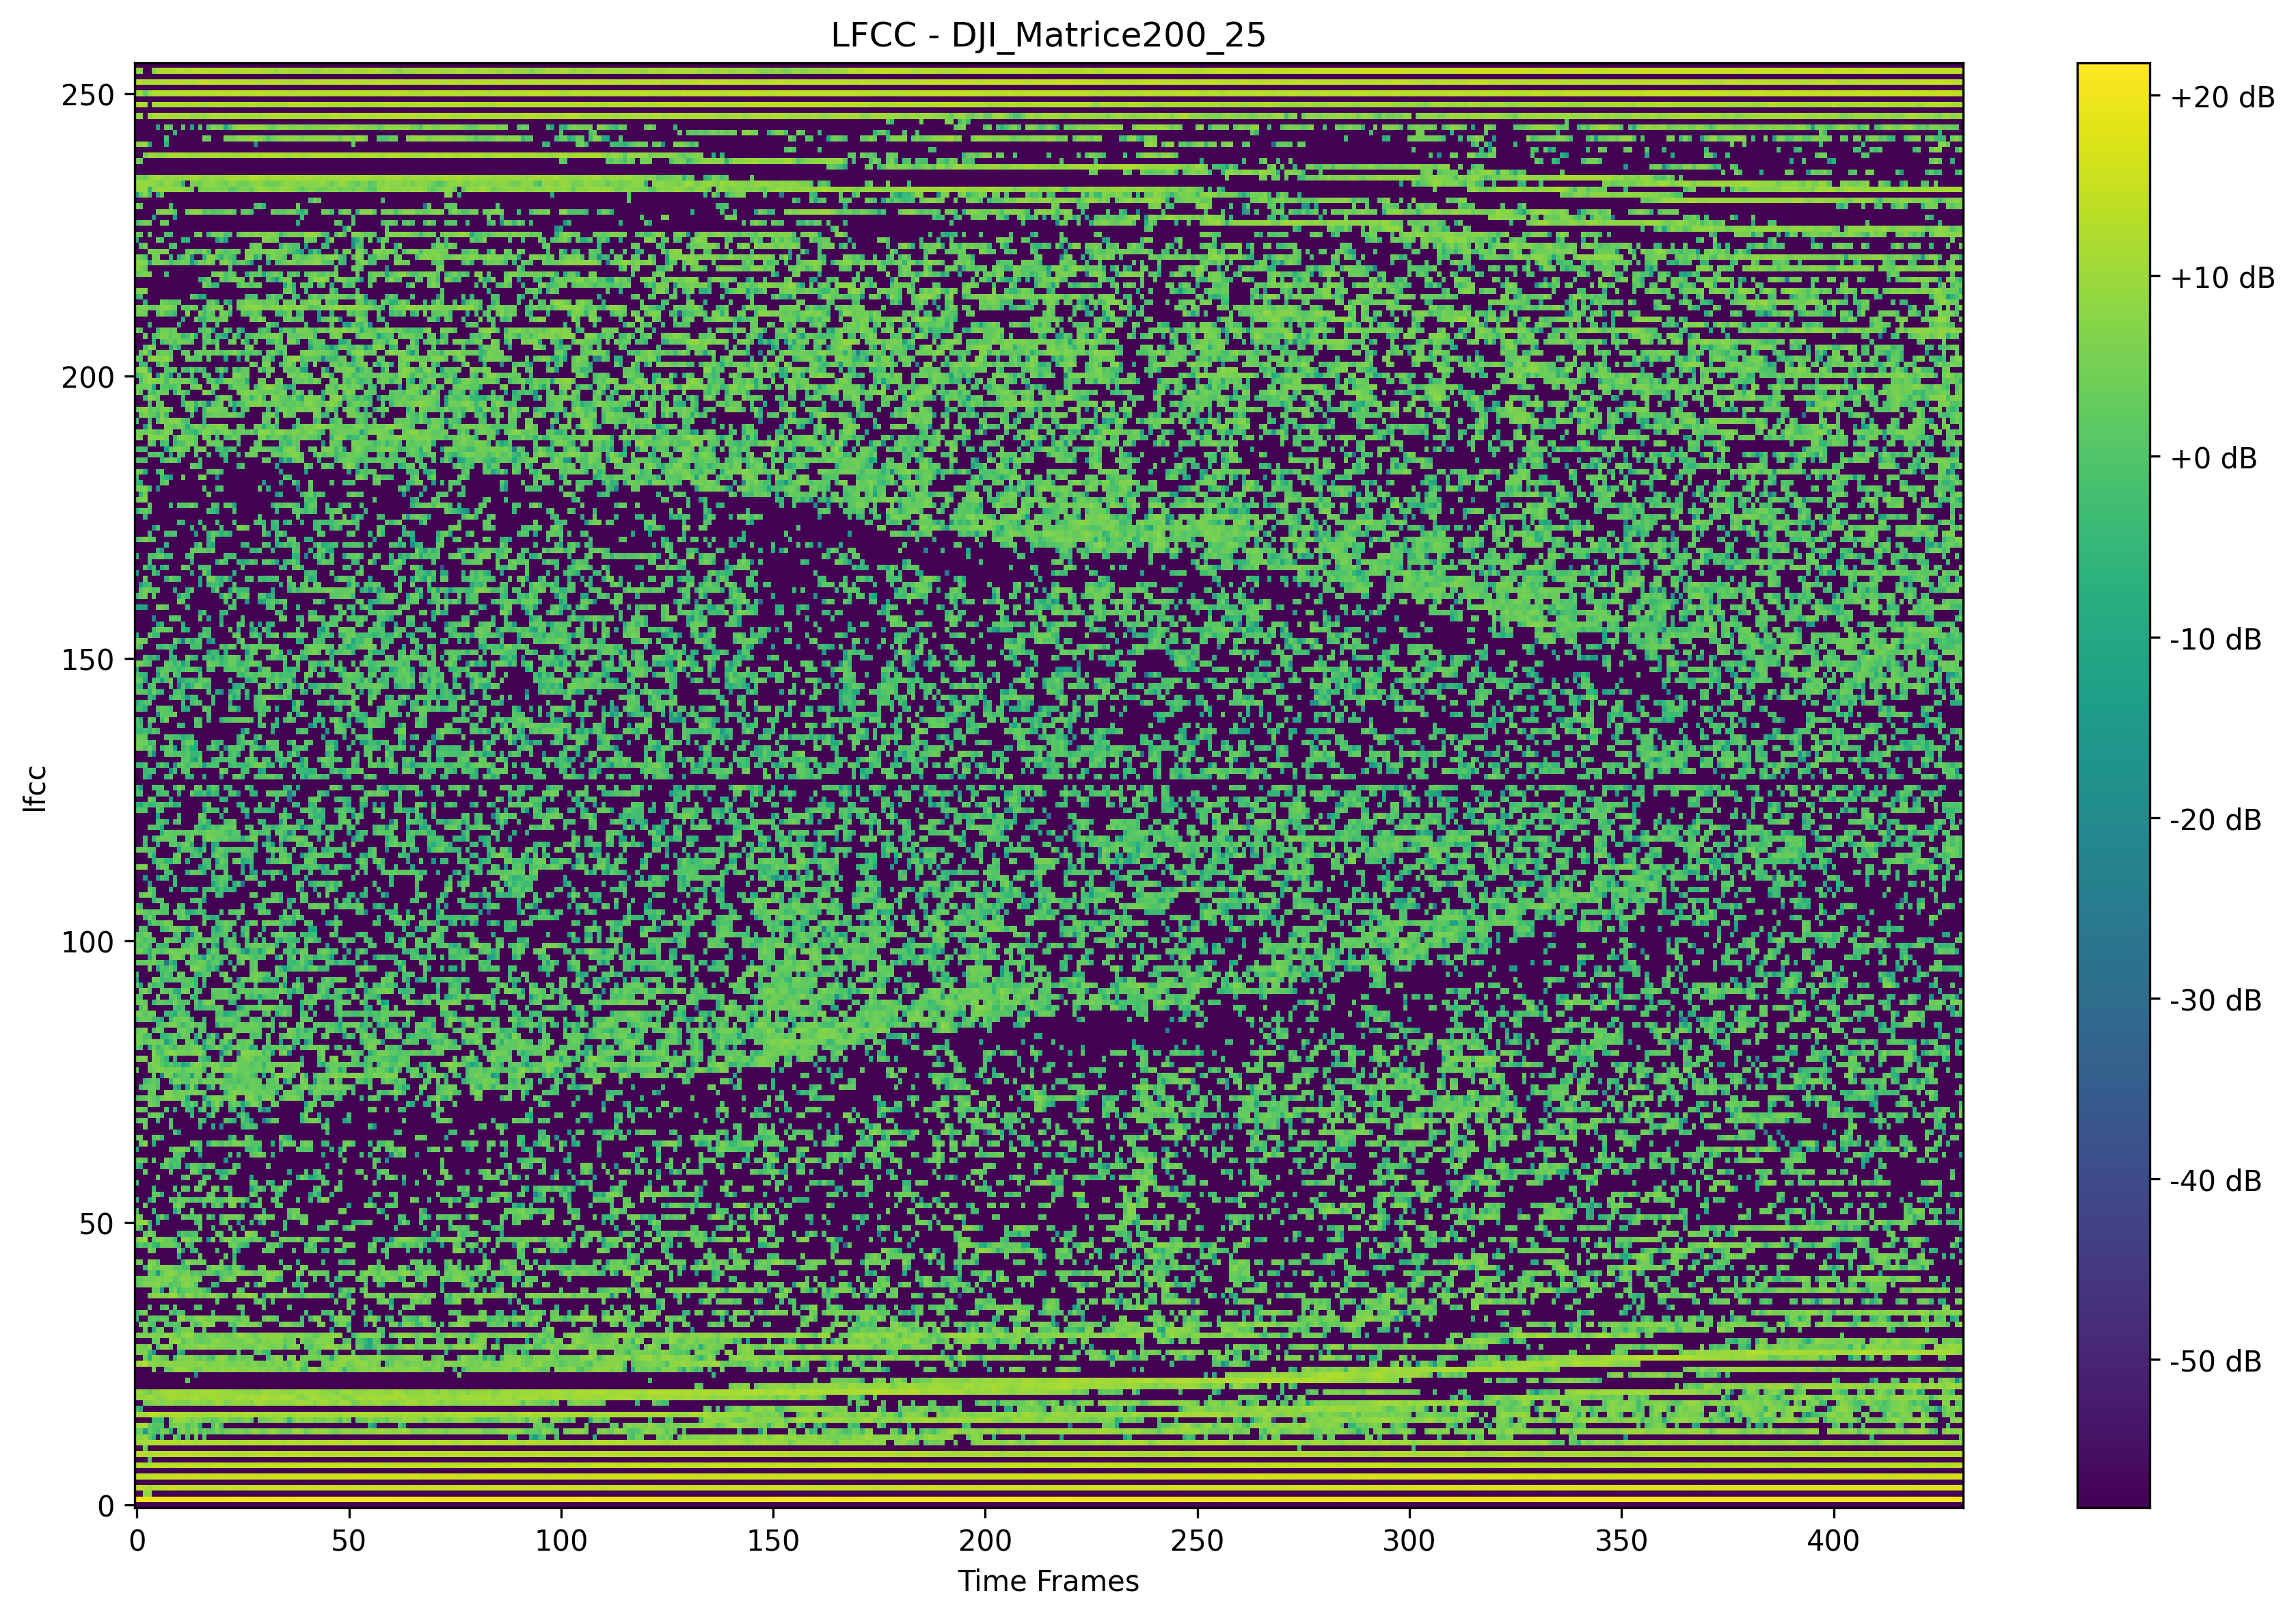 LFCC - DJI_Matrice200_25
250
200
150
100
50
0
lfcc
0 50 100 150 200 250 300 350 400
Time Frames
+20 dB
+10 dB
+0 dB
-10 dB
-20 dB
-30 dB
-40 dB
-50 dB